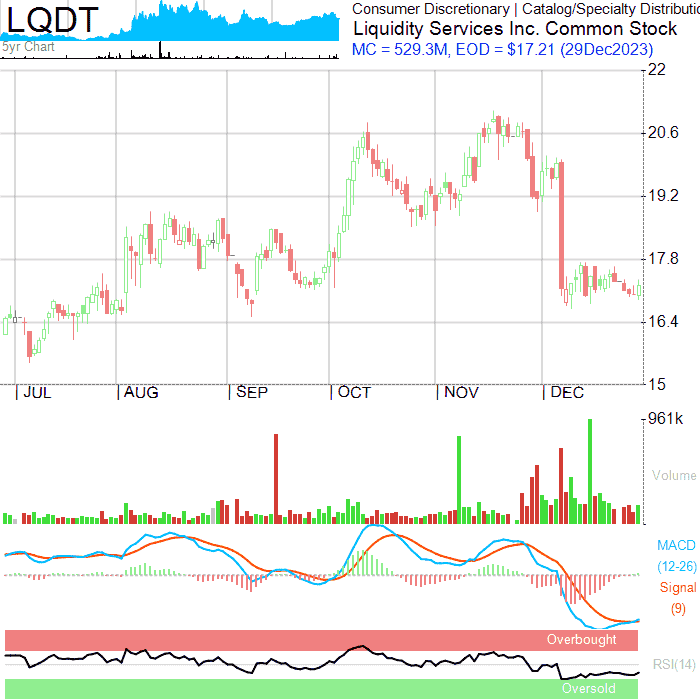 LQDT
5yr Chart
Consumer Discretionary | Catalog/Specialty Distributio
Liquidity Services Inc. Common Stock
MC = 529.3M, EOD = $17.21 (29Dec2023)
22
20.6
19.2
17.8
16.4
15
JUL AUG SEP OCT NOV DEC
961k
Volume
MACD
(12-26)
Signal
(9)
Overbought
RSI(14)
Oversold